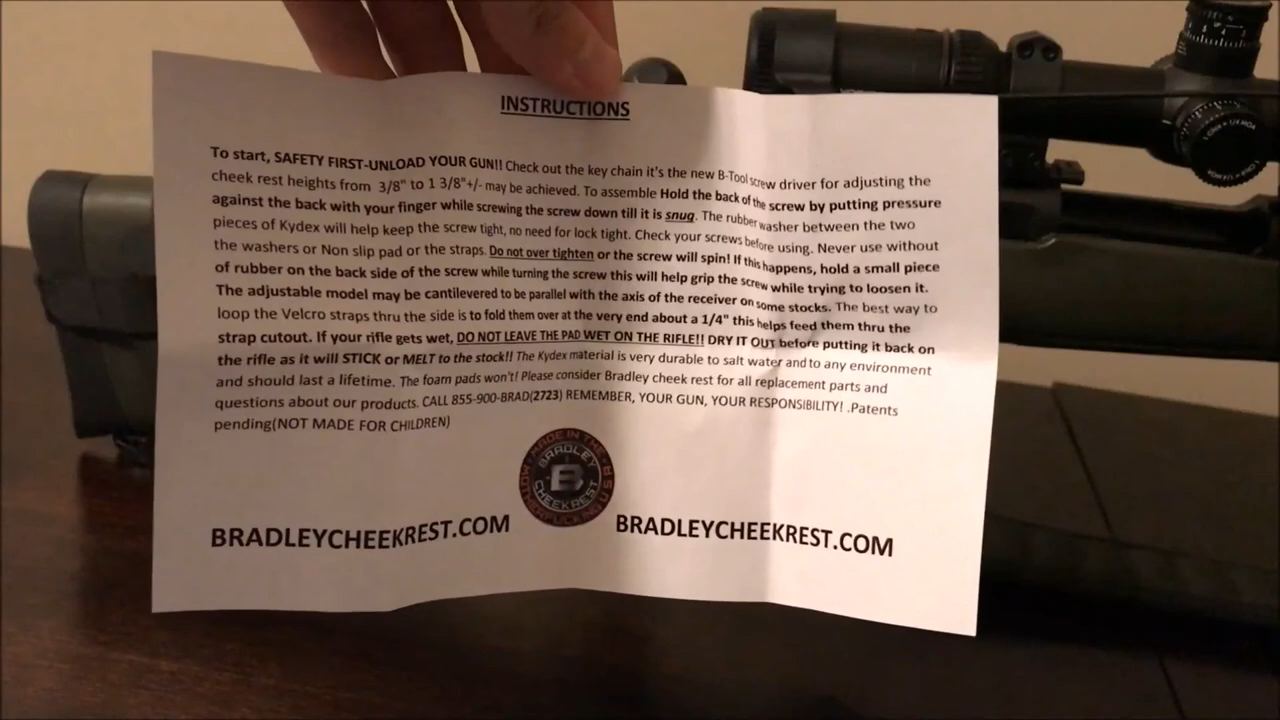 INSTRUCTIONS
To start, SAFETY FIRST-UNLOAD YOUR GUN!! Check out the key chain it's the new B-Tool screw driver for adjusting the
cheek rest heights from 3/8" to 1 3/8"+/- may be achieved. To assemble Hold the back of the screw by putting pressure
against the back with your finger while screwing the screw down till it is snug. The rubber washer between the two
pieces of Kydex will help keep the screw tight, no need for lock tight. Check your screws before using. Never use without
the washers or Non slip pad or the straps. Do not over tighten or the screw will spin! If this happens, hold a small piece
of rubber on the back side of the screw while turning the screw this will help grip the screw while trying to loosen it.
The adjustable model may be cantilevered to be parallel with the axis of the receiver on some stocks. The best way to
loop the Velcro straps thru the side is to fold them over at the very end about a 1/4" this helps feed them thru the
strap cutout. If your rifle gets wet, DO NOT LEAVE THE PAD WET ON THE RIFLE!! DRY IT OUT before putting it back on
the rifle as it will STICK or MELT to the stock!! The Kydex material is very durable to salt water and to any environment
and should last a lifetime. The foam pads won't! Please consider Bradley cheek rest for all replacement parts and
questions about our products. CALL 855-900-BRAD(2723) REMEMBER, YOUR GUN, YOUR RESPONSIBILITY! .Patents
pending(NOT MADE FOR CHILDREN)
MADE IN THE
BRADLEY
B
CHEEKREST
USA
BRADLEYCHEEKREST.COM
BRADLEYCHEEKREST.COM